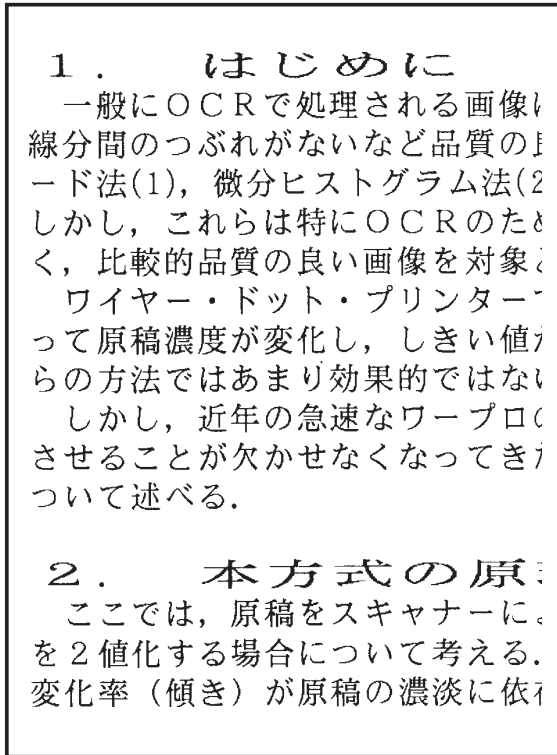 1. はじめに
一般にOCRで処理される画像
線分間のつぶれがないなど品質の
ード法(1), 微分ヒストグラム法(2
しかし, これらは特にOCRのた
く, 比較的品質の良い画像を対象
ワイヤー・ドット・プリンター
って原稿濃度が変化し, しきい値
らの方法ではあまり効果的ではな
しかし, 近年の急速なワープロ
させることが欠かせなくなってき
ついて述べる.
2. 本方式の原
ここでは, 原稿をスキャナーに
を2値化する場合について考える.
変化率(傾き)が原稿の濃淡に依